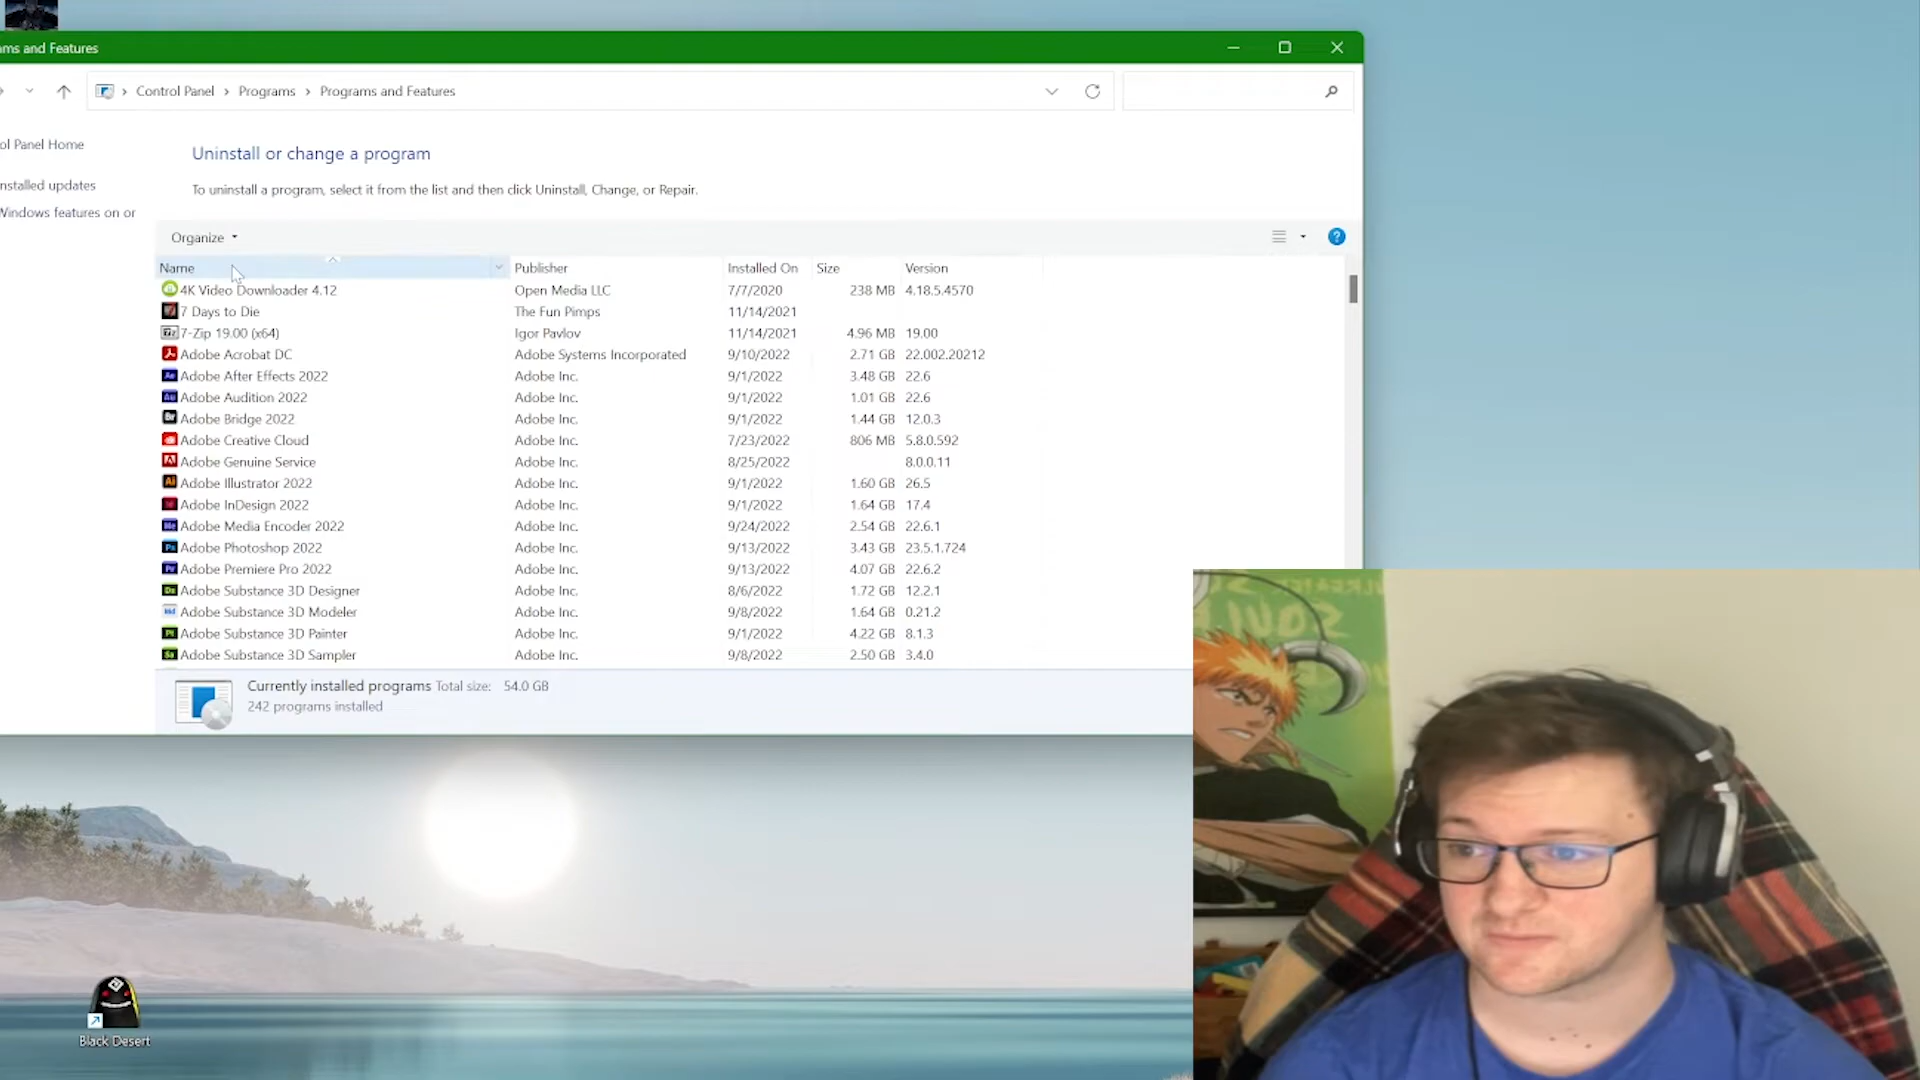 ams and Features
Control Panel > Programs > Programs and Features
ol Panel Home
nstalled updates
Windows features on or
Uninstall or change a program
To uninstall a program, select it from the list and then click Uninstall, Change, or Repair.
Organize
Name Publisher Installed On Size Version
4K Video Downloader 4.12 Open Media LLC 7/7/2020 238 MB 4.18.5.4570
7 Days to Die The Fun Pimps 11/14/2021
7-Zip 19.00 (x64) Igor Pavlov 11/14/2021 4.96 MB 19.00
Adobe Acrobat DC Adobe Systems Incorporated 9/10/2022 2.71 GB 22.002.20212
Adobe After Effects 2022 Adobe Inc. 9/1/2022 3.48 GB 22.6
Adobe Audition 2022 Adobe Inc. 9/1/2022 1.01 GB 22.6
Adobe Bridge 2022 Adobe Inc. 9/1/2022 1.44 GB 12.0.3
Adobe Creative Cloud Adobe Inc. 7/23/2022 806 MB 5.8.0.592
Adobe Genuine Service Adobe Inc. 8/25/2022 8.0.0.11
Adobe Illustrator 2022 Adobe Inc. 9/1/2022 1.60 GB 26.5
Adobe InDesign 2022 Adobe Inc. 9/1/2022 1.64 GB 17.4
Adobe Media Encoder 2022 Adobe Inc. 9/24/2022 2.54 GB 22.6.1
Adobe Photoshop 2022 Adobe Inc. 9/13/2022 3.43 GB 23.5.1.724
Adobe Premiere Pro 2022 Adobe Inc. 9/13/2022 4.07 GB 22.6.2
Adobe Substance 3D Designer Adobe Inc. 8/6/2022 1.72 GB 12.2.1
Adobe Substance 3D Modeler Adobe Inc. 9/8/2022 1.64 GB 0.21.2
Adobe Substance 3D Painter Adobe Inc. 9/1/2022 4.22 GB 8.1.3
Adobe Substance 3D Sampler Adobe Inc. 9/8/2022 2.50 GB 3.4.0
Currently installed programs Total size: 54.0 GB
242 programs installed
Black Desert